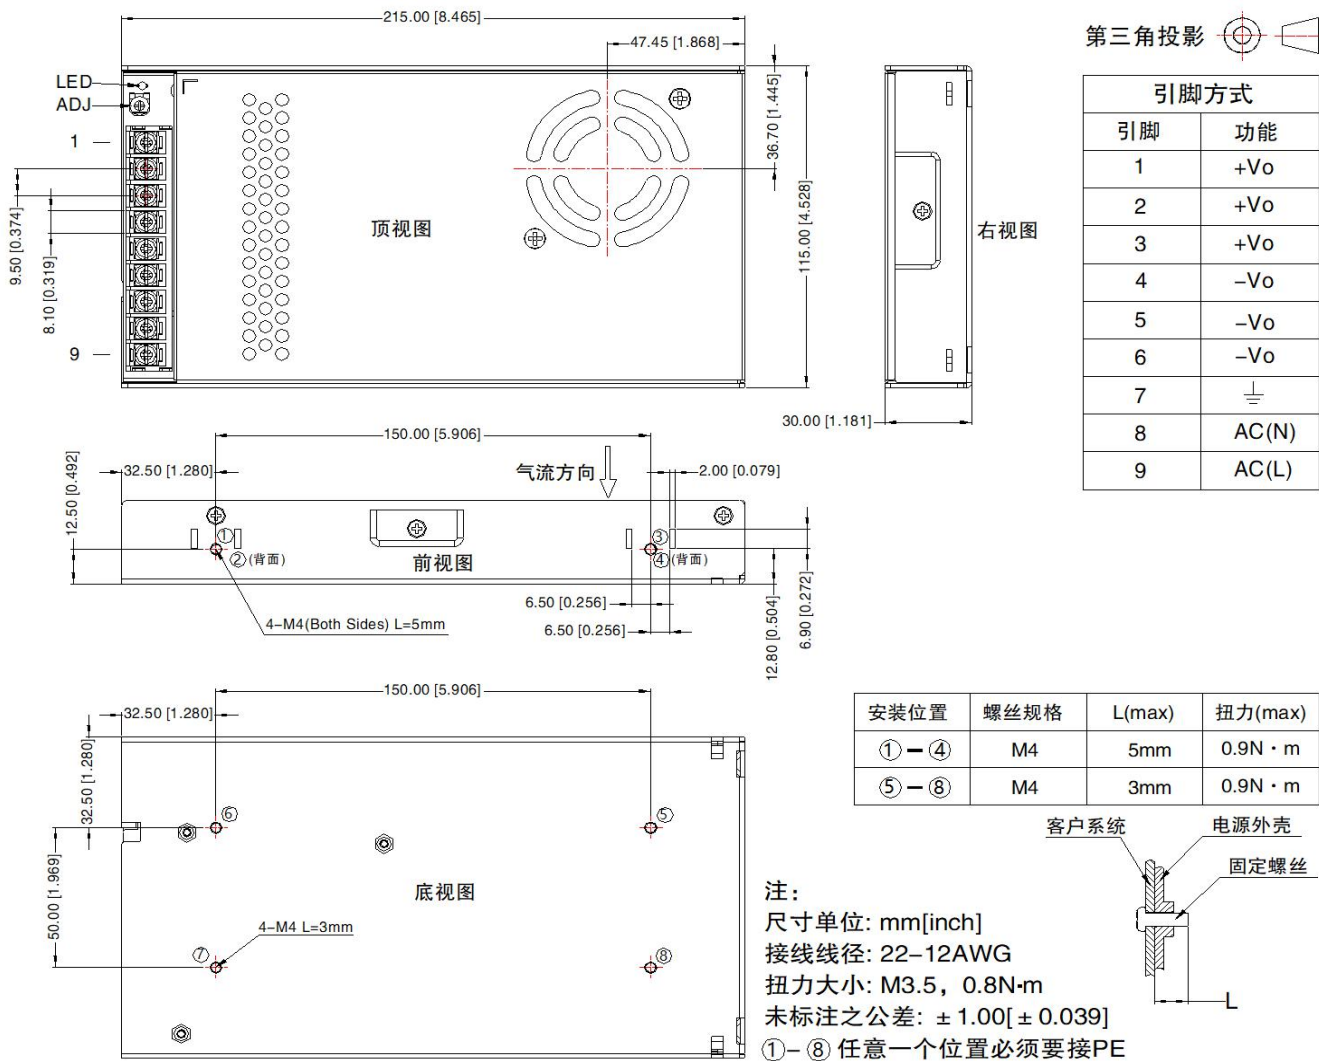 215.00 [8.465]
47.45 [1.868]
36.70 [1.445]
115.00 [4.528]
LED
ADJ
1
9
9.50 [0.374]
8.10 [0.319]
顶视图
右视图
30.00 [1.181]
第三角投影
引脚方式
引脚 功能
1 +Vo
2 +Vo
3 +Vo
4 –Vo
5 –Vo
6 –Vo
7
8 AC(N)
9 AC(L)
150.00 [5.906]
32.50 [1.280]
12.50 [0.492]
气流方向
2.00 [0.079]
①
②(背面)
前视图
③
④(背面)
6.50 [0.256]
6.50 [0.256]
12.80 [0.504]
6.90 [0.272]
4–M4(Both Sides) L=5mm
150.00 [5.906]
32.50 [1.280]
32.50 [1.280]
50.00 [1.969]
⑥
⑤
底视图
4–M4 L=3mm
⑦
⑧
安装位置 螺丝规格 L(max) 扭力(max)
①–④ M4 5mm 0.9N·m
⑤–⑧ M4 3mm 0.9N·m
客户系统
电源外壳
固定螺丝
L
注:
尺寸单位: mm[inch]
接线线径: 22–12AWG
扭力大小: M3.5, 0.8N·m
未标注之公差: ±1.00[±0.039]
①–⑧ 任意一个位置必须要接PE